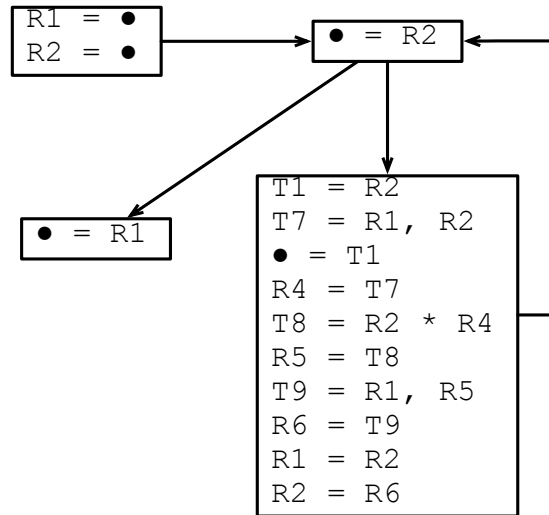 R1 = ●
R2 = ●
● = R2
● = R1
T1 = R2
T7 = R1, R2
● = T1
R4 = T7
T8 = R2 * R4
R5 = T8
T9 = R1, R5
R6 = T9
R1 = R2
R2 = R6